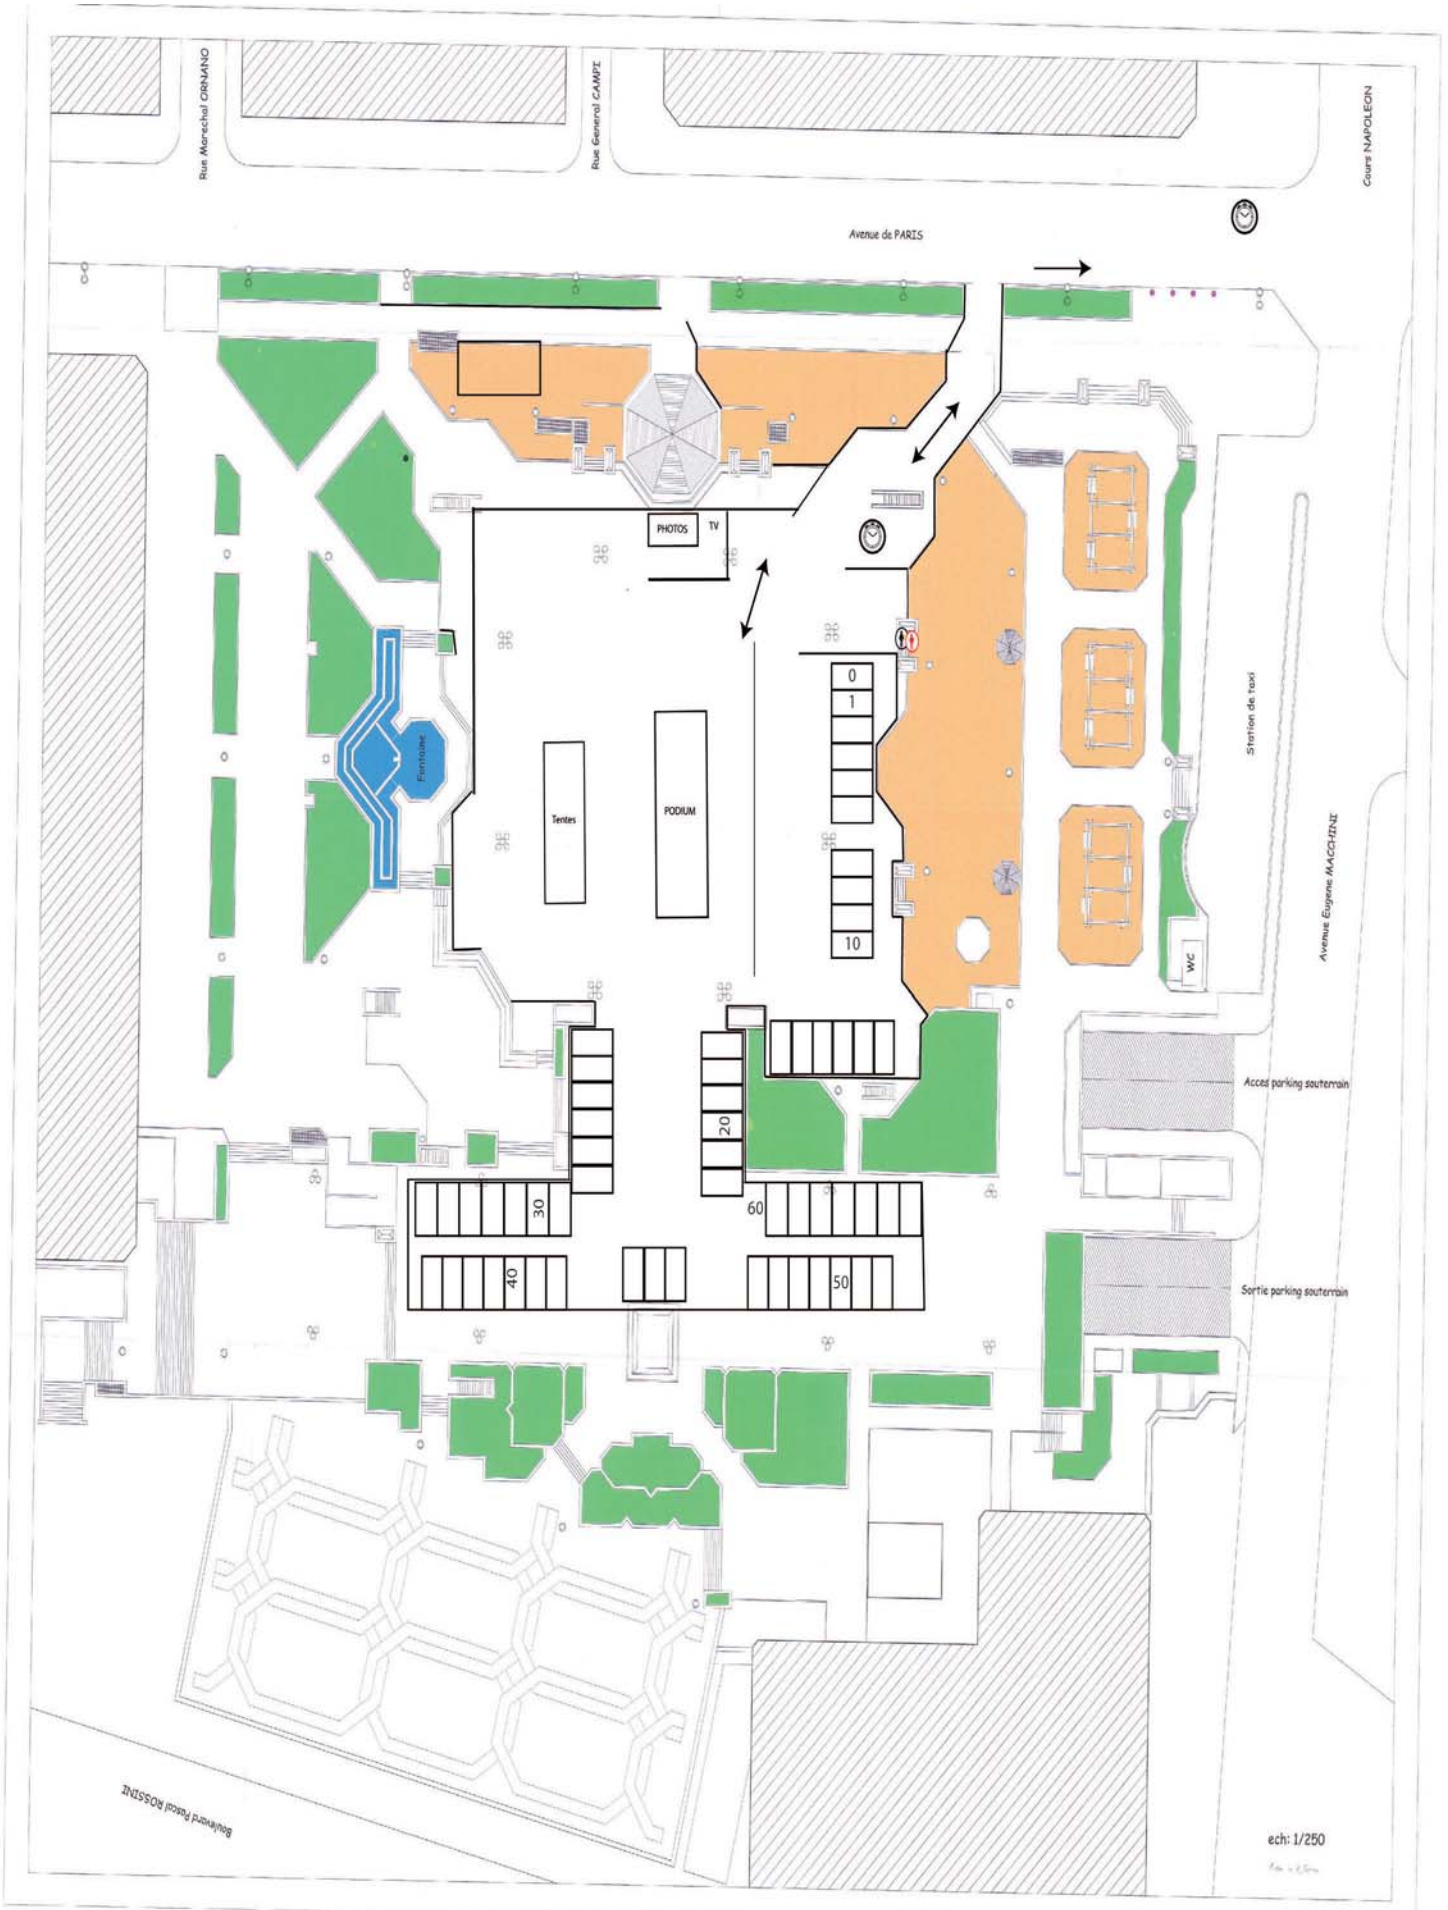 Rue Marechal ORNANO
Rue General CAMPI
Cours NAPOLEON
Avenue de PARIS
PHOTOS
TV
0
1
Station de taxi
Fontaine
Tentes
PODIUM
Avenue Eugene MACCHINI
10
WC
Acces parking souterrain
20
30
60
40
50
Sortie parking souterrain
Boulevard Pascal ROSSINI
ech: 1/250